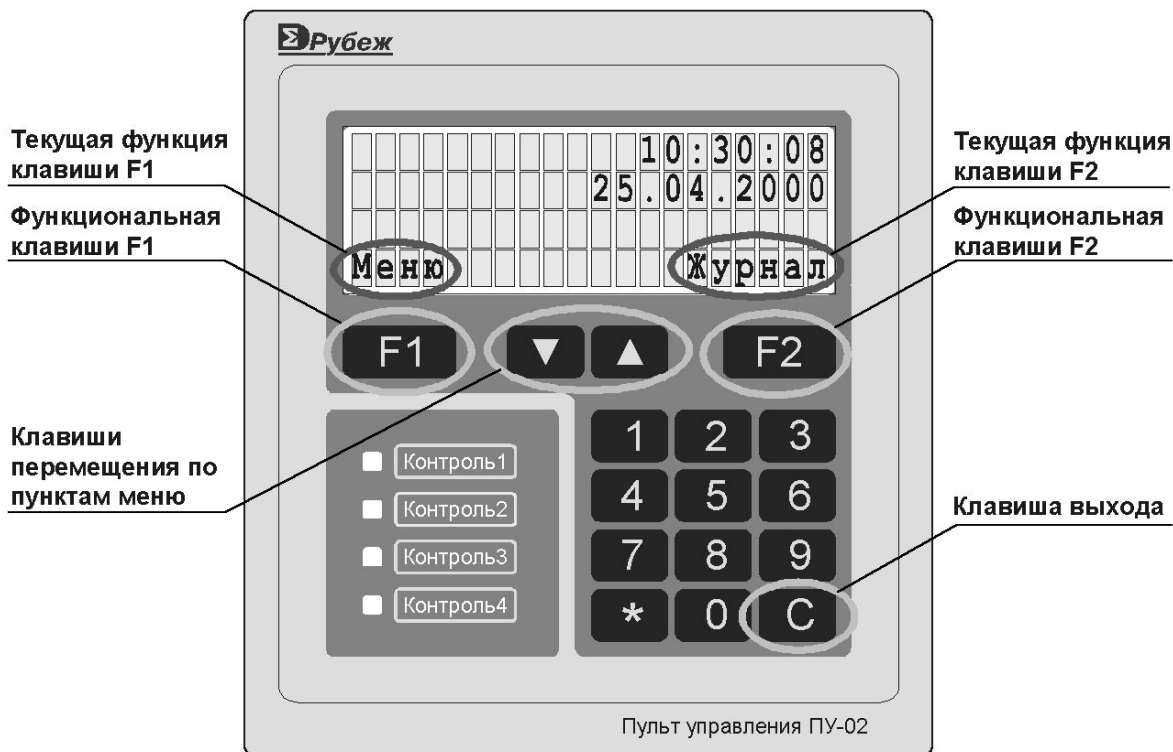 Рубеж
Текущая функция
клавиши F1
Функциональная
клавиши F1
Клавиши
перемещения по
пунктам меню
10:30:08
25.04.2000
Меню Журнал
F1 ▼ ▲ F2
Контроль1
Контроль2
Контроль3
Контроль4
1 2 3
4 5 6
7 8 9
* 0 C
Текущая функция
клавиши F2
Функциональная
клавиши F2
Клавиша выхода
Пульт управления ПУ-02